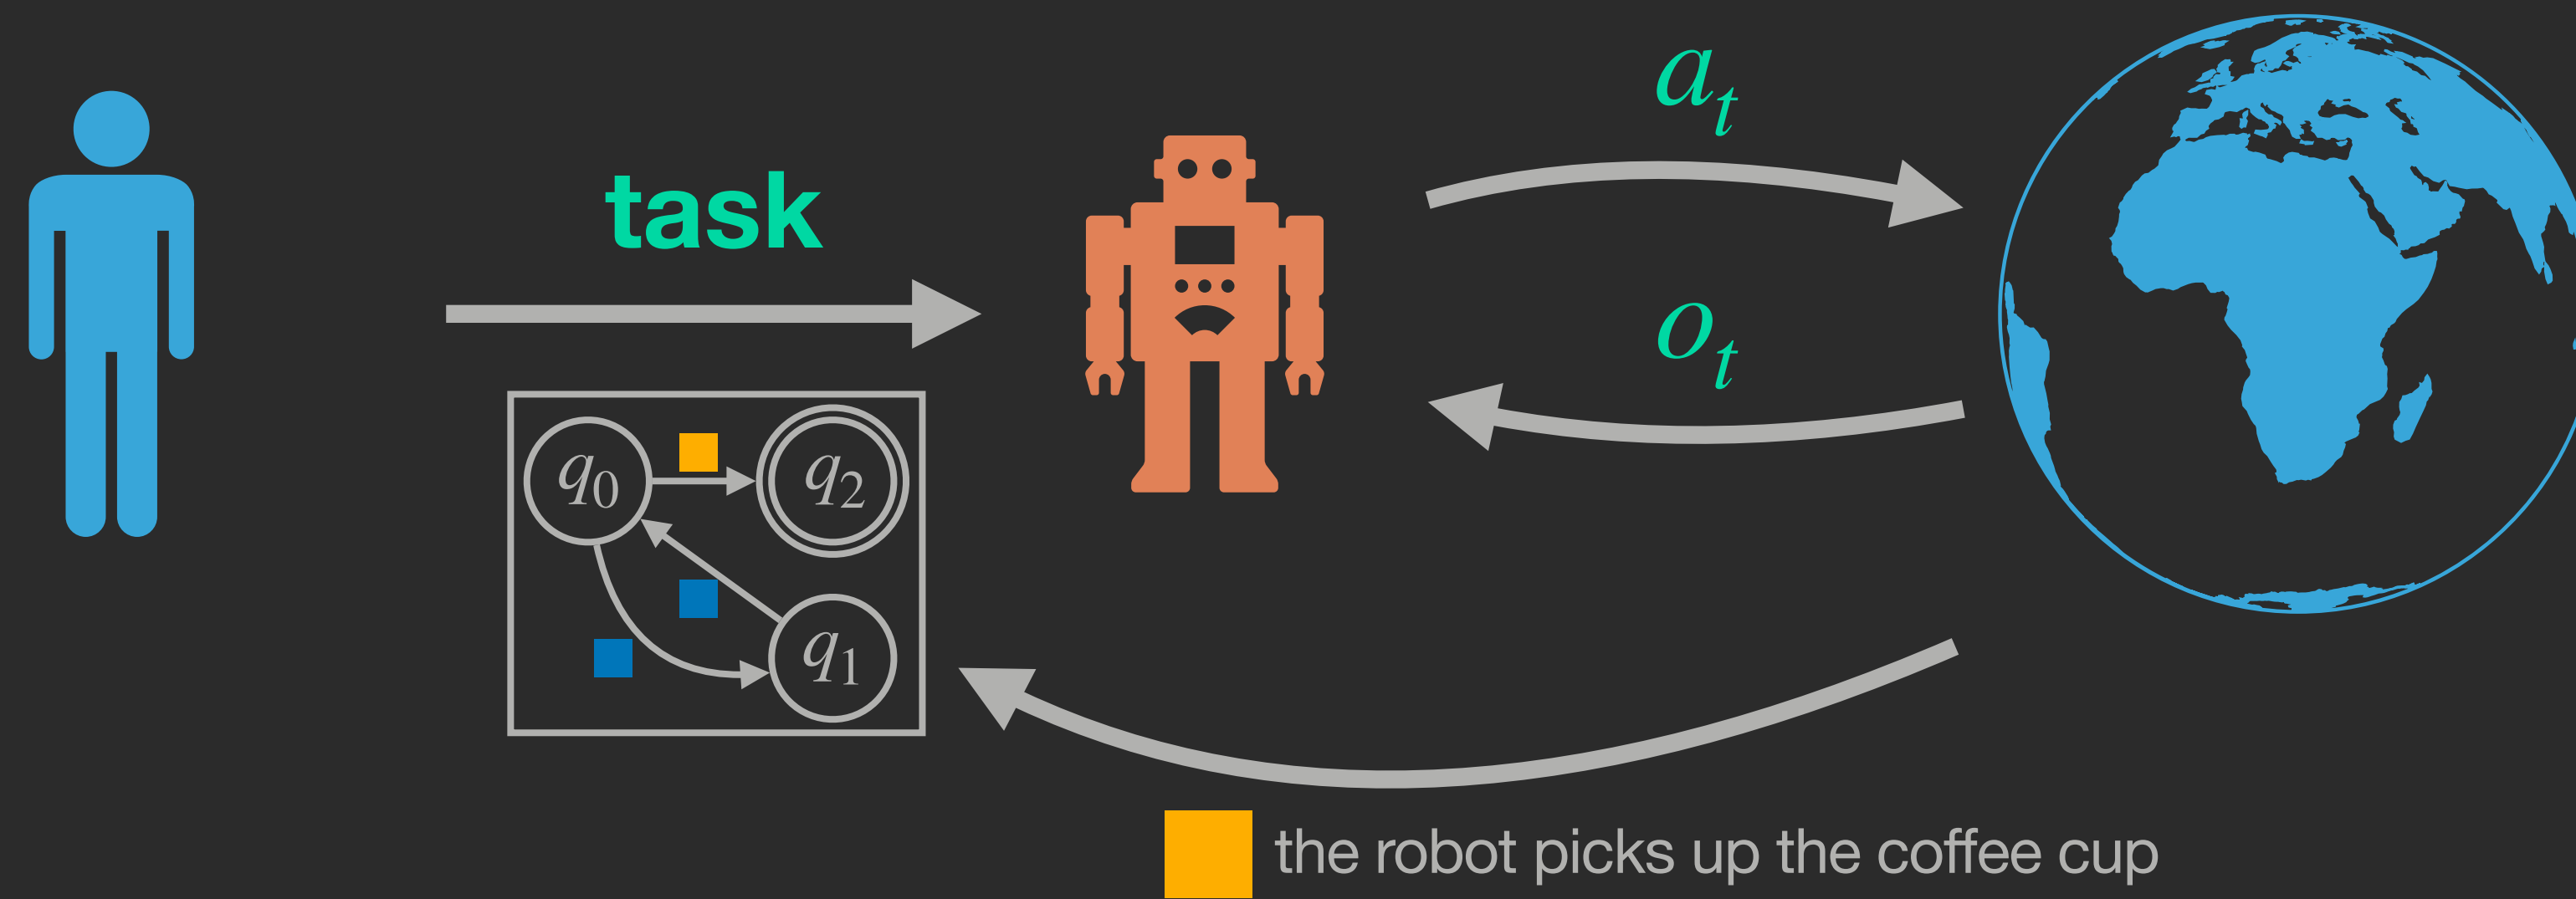 task
a_t
o_t
q_0
q_2
q_1
the robot picks up the coffee cup